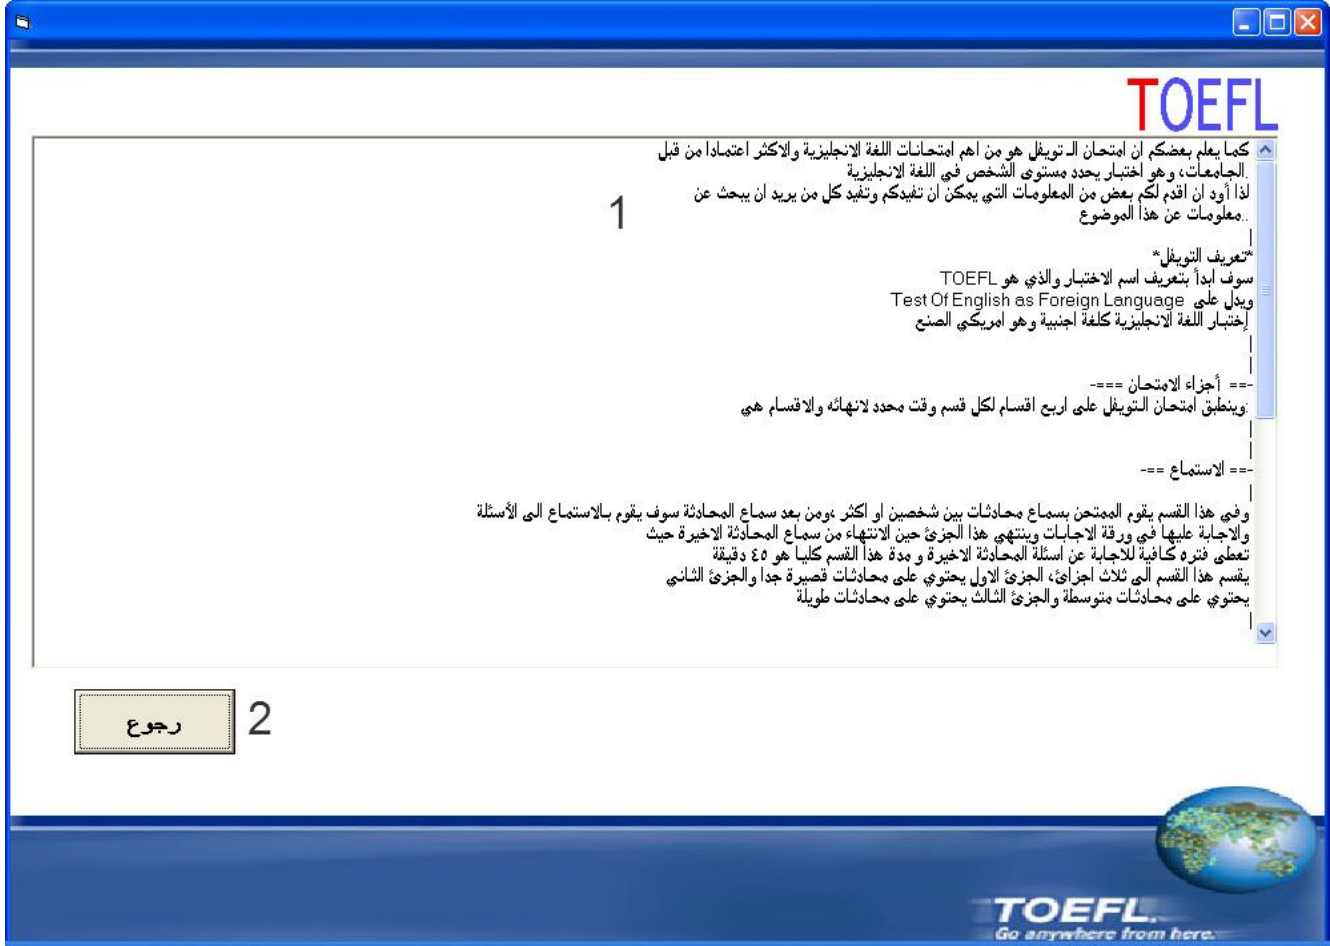 TOEFL
كما يعلم بعضكم ان امتحان الـ تويفل هو من اهم امتحانات اللغة الانجليزية والاكثر اعتمادا من قبل
.الجامعات، وهو اختبار يحدد مستوى الشخص في اللغة الانجليزية
لذا أود ان اقدم لكم بعض من المعلومات التي يمكن ان تفيدكم وتفيد كل من يريد ان يبحث عن
..معلومات عن هذا الموضوع
1
|
*تعريف التويفل*
سوف ابدأ بتعريف اسم الاختبار والذي هو TOEFL
ويدل على Test Of English as Foreign Language'
إختبار اللغة الانجليزية كلغة اجنبية وهو امريكي الصنع
|
|
-== أجزاء الامتحان ===-
:وينطبق امتحان التويفل على اربع اقسام لكل قسم وقت محدد لانهائه والاقسام هي
|
|
-== الاستماع ==-
|
وفي هذا القسم يقوم الممتحن بسماع محادثات بين شخصين او اكثر ،ومن بعد سماع المحادثة سوف يقوم بالاستماع الى الأسئلة
والاجابة عليها في ورقة الاجابات وينتهي هذا الجزئ حين الانتهاء من سماع المحادثة الاخيرة حيث
تعطى فتره كافية للاجابة عن اسئلة المحادثة الاخيرة و مدة هذا القسم كليا هو ٤٥ دقيقة
يقسم هذا القسم الى ثلاث اجزائ، الجزئ الاول يحتوي على محادثات قصيرة جدا والجزئ الثاني
يحتوي على محادثات متوسطة والجزئ الثالث يحتوي على محادثات طويلة
|
رجوع
2
TOEFL.
Go anywhere from here.